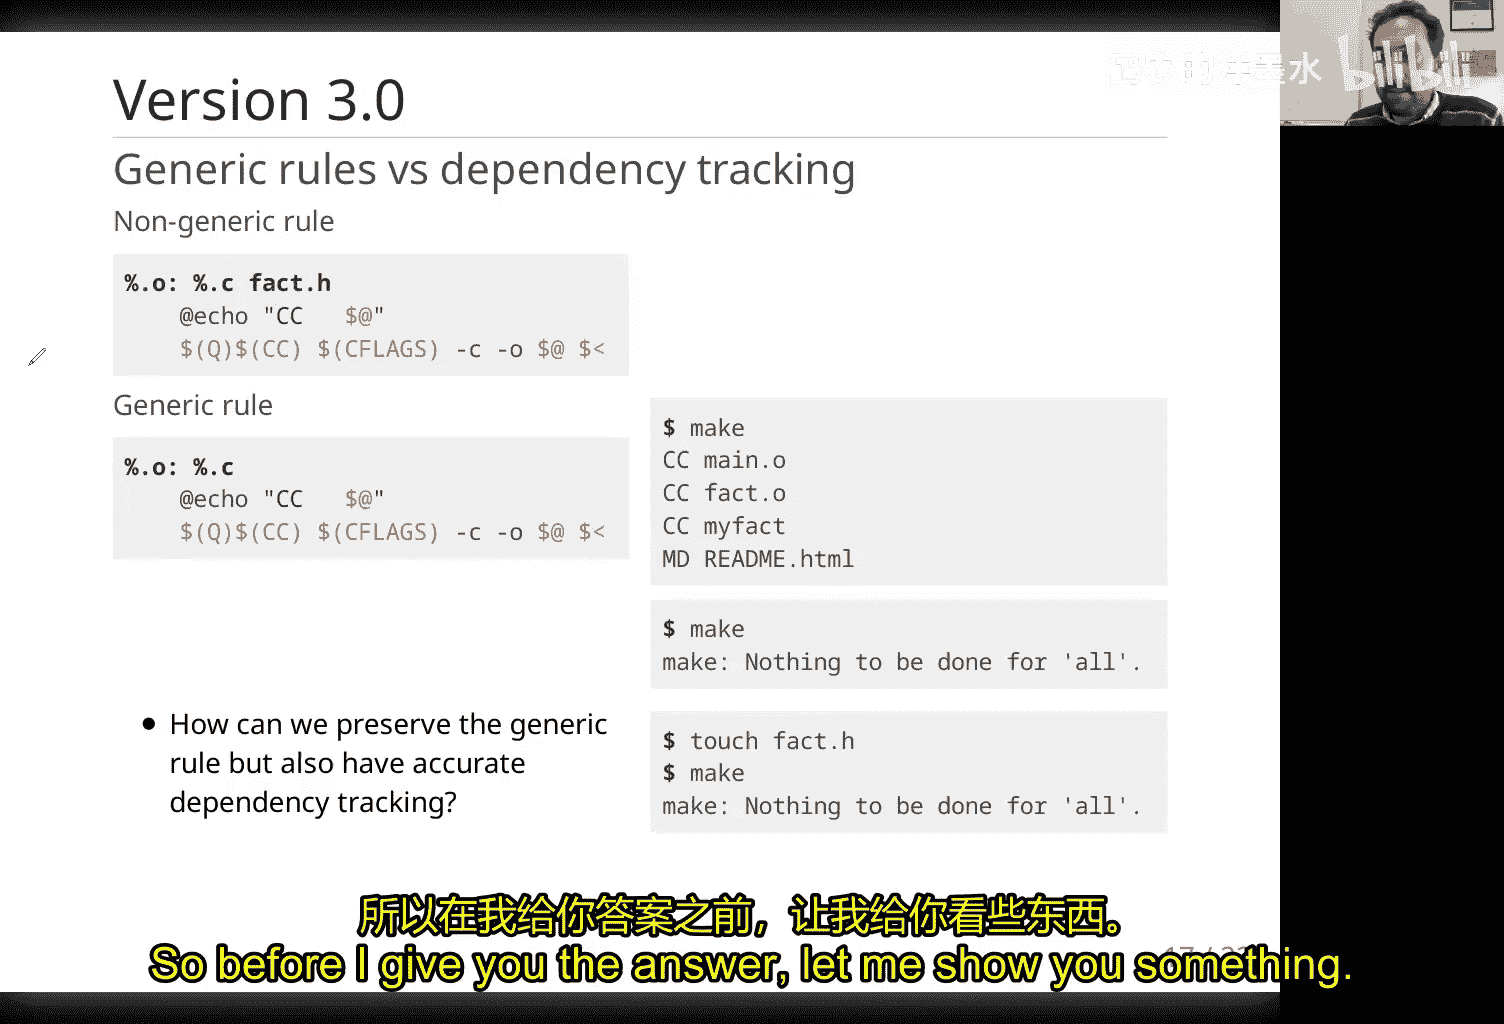 Version 3.0
Generic rules vs dependency tracking
Non-generic rule
%.o: %.c fact.h
@echo "CC   $@"
$(Q)$(CC) $(CFLAGS) -c -o $@ $<
Generic rule
%.o: %.c
@echo "CC   $@"
$(Q)$(CC) $(CFLAGS) -c -o $@ $<
How can we preserve the generic
rule but also have accurate
dependency tracking?
$ make
CC main.o
CC fact.o
CC myfact
MD README.html
$ make
make: Nothing to be done for 'all'.
$ touch fact.h
$ make
make: Nothing to be done for 'all'.
所以在我给你答案之前，让我给你看些东西。
So before I give you the answer, let me show you something.
bilibili